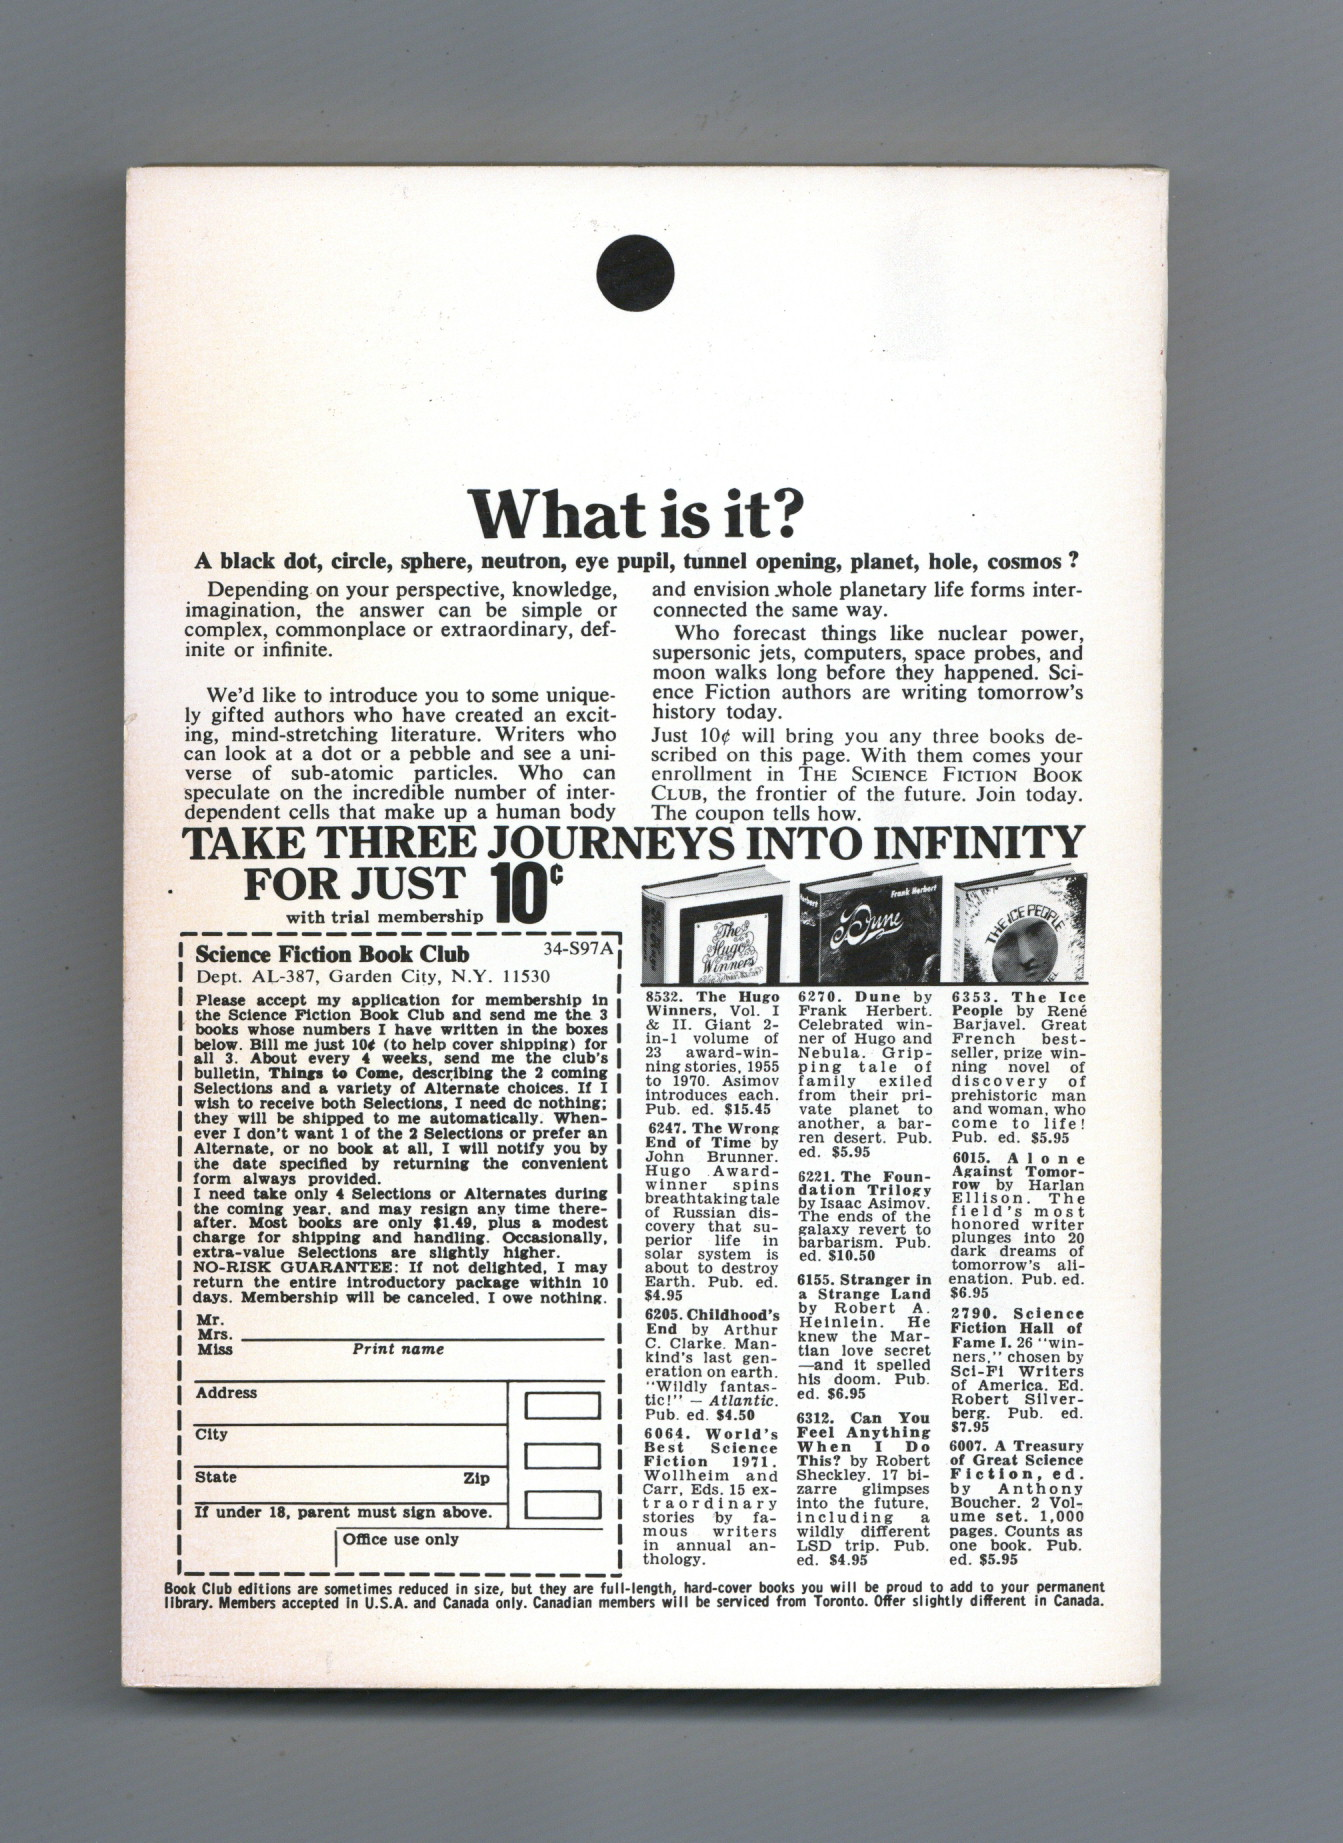 What is it?
A black dot, circle, sphere, neutron, eye pupil, tunnel opening, planet, hole, cosmos ?
Depending on your perspective, knowledge,
imagination, the answer can be simple or
complex, commonplace or extraordinary, def-
inite or infinite.
We'd like to introduce you to some unique-
ly gifted authors who have created an excit-
ing, mind-stretching literature. Writers who
can look at a dot or a pebble and see a uni-
verse of sub-atomic particles. Who can
speculate on the incredible number of inter-
dependent cells that make up a human body
and envision whole planetary life forms inter-
connected the same way.
Who forecast things like nuclear power,
supersonic jets, computers, space probes, and
moon walks long before they happened. Sci-
ence Fiction authors are writing tomorrow's
history today.
Just 10¢ will bring you any three books de-
scribed on this page. With them comes your
enrollment in THE SCIENCE FICTION BOOK
CLUB, the frontier of the future. Join today.
The coupon tells how.
TAKE THREE JOURNEYS INTO INFINITY
FOR JUST 10¢
with trial membership
Science Fiction Book Club 34-S97A
Dept. AL-387, Garden City, N.Y. 11530
Please accept my application for membership in
the Science Fiction Book Club and send me the 3
books whose numbers I have written in the boxes
below. Bill me just 10¢ (to help cover shipping) for
all 3. About every 4 weeks, send me the club's
bulletin, Things to Come, describing the 2 coming
Selections and a variety of Alternate choices. If I
wish to receive both Selections, I need do nothing;
they will be shipped to me automatically. When-
ever I don't want 1 of the 2 Selections or prefer an
Alternate, or no book at all, I will notify you by
the date specified by returning the convenient
form always provided.
I need take only 4 Selections or Alternates during
the coming year, and may resign any time there-
after. Most books are only $1.49, plus a modest
charge for shipping and handling. Occasionally,
extra-value Selections are slightly higher.
NO-RISK GUARANTEE: If not delighted, I may
return the entire introductory package within 10
days. Membership will be canceled. I owe nothing.
Mr.
Mrs.
Miss Print name
Address
City
State Zip
If under 18, parent must sign above.
Office use only
The
Hugo
Winners
Frank Herbert
Dune
THE ICE PEOPLE
8532. The Hugo
Winners, Vol. I
& II. Giant 2-
in-1 volume of
23 award-win-
ning stories, 1955
to 1970. Asimov
introduces each.
Pub. ed. $15.45
6247. The Wrong
End of Time by
John Brunner.
Hugo Award-
winner spins
breathtaking tale
of Russian dis-
covery that su-
perior life in
solar system is
about to destroy
Earth. Pub. ed.
$4.95
6205. Childhood's
End by Arthur
C. Clarke. Man-
kind's last gen-
eration on earth.
"Wildly fantas-
tic!" — Atlantic.
Pub. ed. $4.50
6064. World's
Best Science
Fiction 1971.
Wollheim and
Carr, Eds. 15 ex-
traordinary
stories by fa-
mous writers
in annual an-
thology.
6270. Dune by
Frank Herbert.
Celebrated win-
ner of Hugo and
Nebula. Grip-
ping tale of
family exiled
from their pri-
vate planet to
another, a bar-
ren desert. Pub.
ed. $5.95
6221. The Foun-
dation Trilogy
by Isaac Asimov.
The ends of the
galaxy revert to
barbarism. Pub.
ed. $10.50
6155. Stranger in
a Strange Land
by Robert A.
Heinlein. He
knew the Mar-
tian love secret
—and it spelled
his doom. Pub.
ed. $6.95
6312. Can You
Feel Anything
When I Do
This? by Robert
Sheckley. 17 bi-
zarre glimpses
into the future,
including a
wildly different
LSD trip. Pub.
ed. $4.95
6353. The Ice
People by René
Barjavel. Great
French best-
seller, prize win-
ning novel of
discovery of
prehistoric man
and woman, who
come to life!
Pub. ed. $5.95
6015. Alone
Against Tomor-
row by Harlan
Ellison. The
field's most
honored writer
plunges into 20
dark dreams of
tomorrow's ali-
enation. Pub. ed.
$6.95
2790. Science
Fiction Hall of
Fame I. 26 "win-
ners," chosen by
Sci-Fi Writers
of America. Ed.
Robert Silver-
berg. Pub. ed.
$7.95
6007. A Treasury
of Great Science
Fiction, ed.
by Anthony
Boucher. 2 Vol-
ume set. 1,000
pages. Counts as
one book. Pub.
ed. $5.95
Book Club editions are sometimes reduced in size, but they are full-length, hard-cover books you will be proud to add to your permanent
library. Members accepted in U.S.A. and Canada only. Canadian members will be serviced from Toronto. Offer slightly different in Canada.